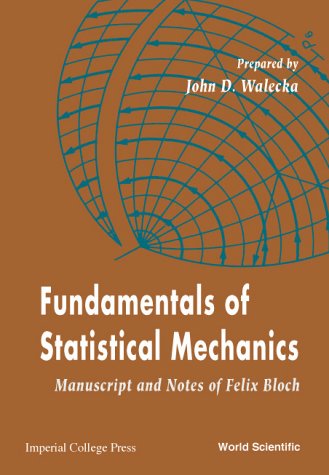 Prepared by
John D. Walecka
Fundamentals of
Statistical Mechanics
Manuscript and Notes of Felix Bloch
Imperial College Press
World Scientific